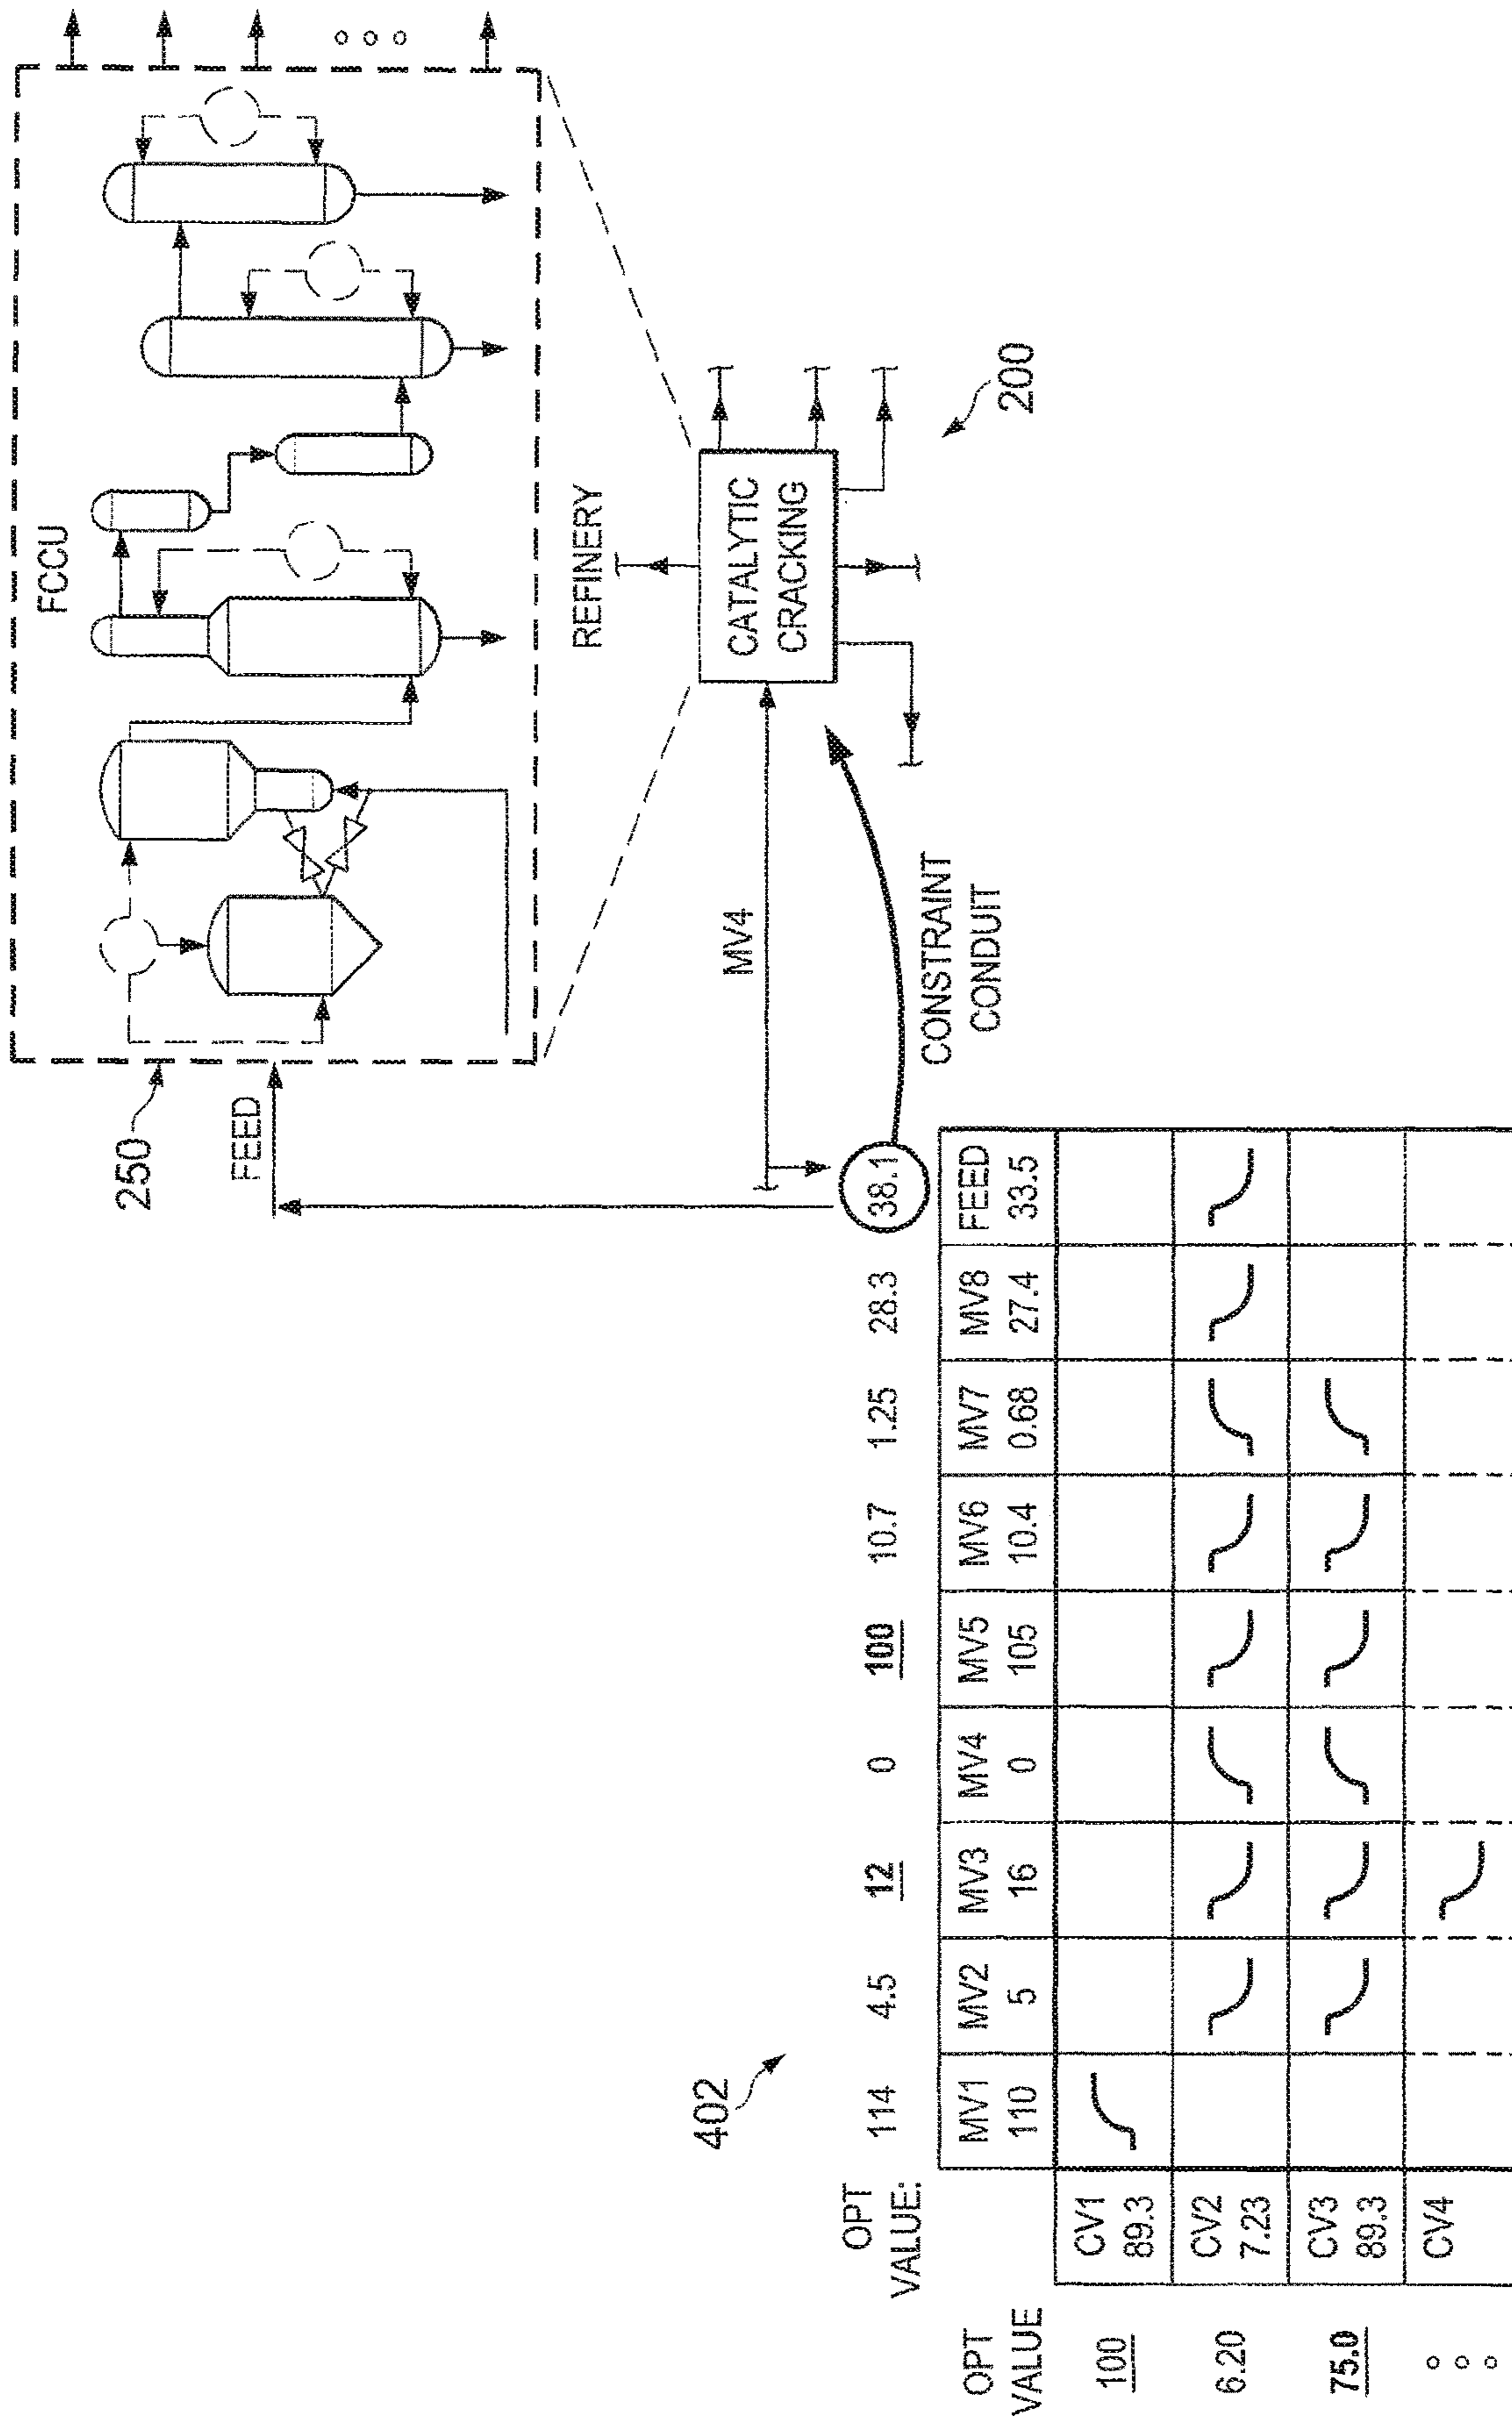 FCCU
250
FEED
REFINERY
CATALYTIC
CRACKING
200
MV4
CONSTRAINT
CONDUIT
402
OPT
VALUE:
114 4.5 12 0 100 10.7 1.25 28.3 38.1
MV1 MV2 MV3 MV4 MV5 MV6 MV7 MV8 FEED
110 5 16 0 105 10.4 0.68 27.4 33.5
OPT
VALUE
100
CV1
89.3
6.20
CV2
7.23
75.0
CV3
89.3
CV4